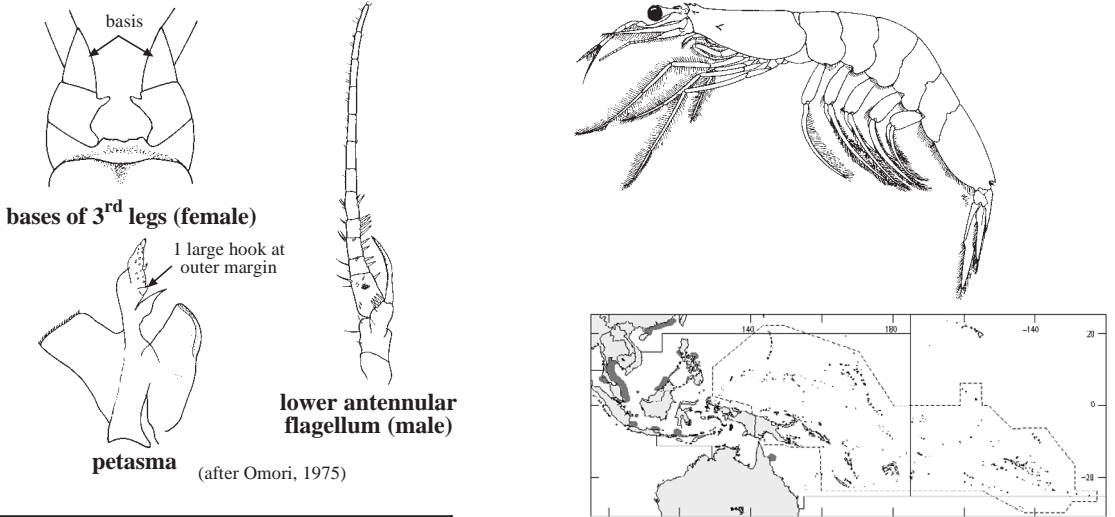 basis
bases of 3rd legs (female)
1 large hook at
outer margin
petasma
(after Omori, 1975)
lower antennular
flagellum (male)
140
180
-140
20
0
-20